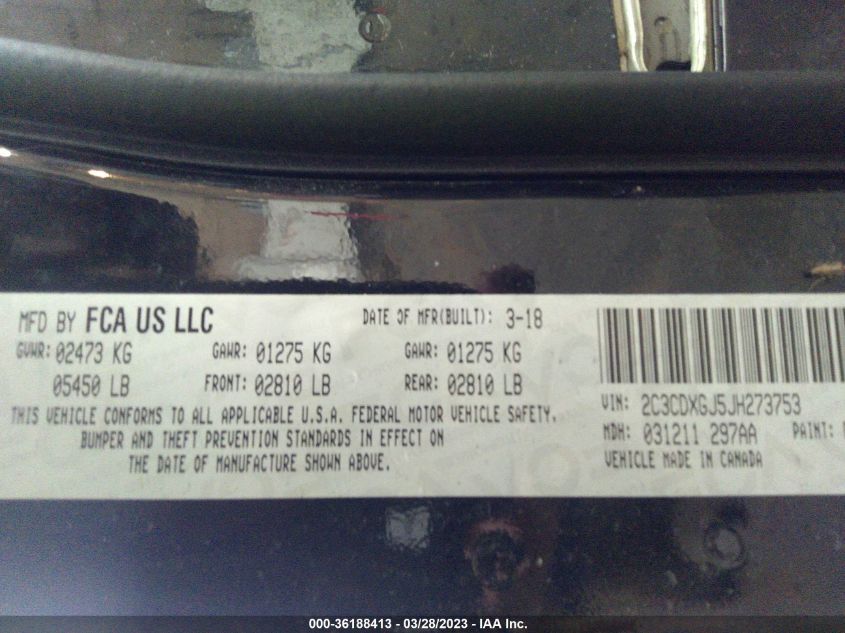 MFD BY FCA US LLC DATE OF MFR(BUILT): 3-18
GVWR: 02473 KG GAWR: 01275 KG GAWR: 01275 KG
05450 LB FRONT: 02810 LB REAR: 02810 LB
THIS VEHICLE CONFORMS TO ALL APPLICABLE U.S.A. FEDERAL MOTOR VEHICLE SAFETY,
BUMPER AND THEFT PREVENTION STANDARDS IN EFFECT ON
THE DATE OF MANUFACTURE SHOWN ABOVE.
VIN: 2C3CDXGJ5JH273753
MDH: 031211 297AA PAINT:
VEHICLE MADE IN CANADA
000-36188413 - 03/28/2023 - IAA Inc.